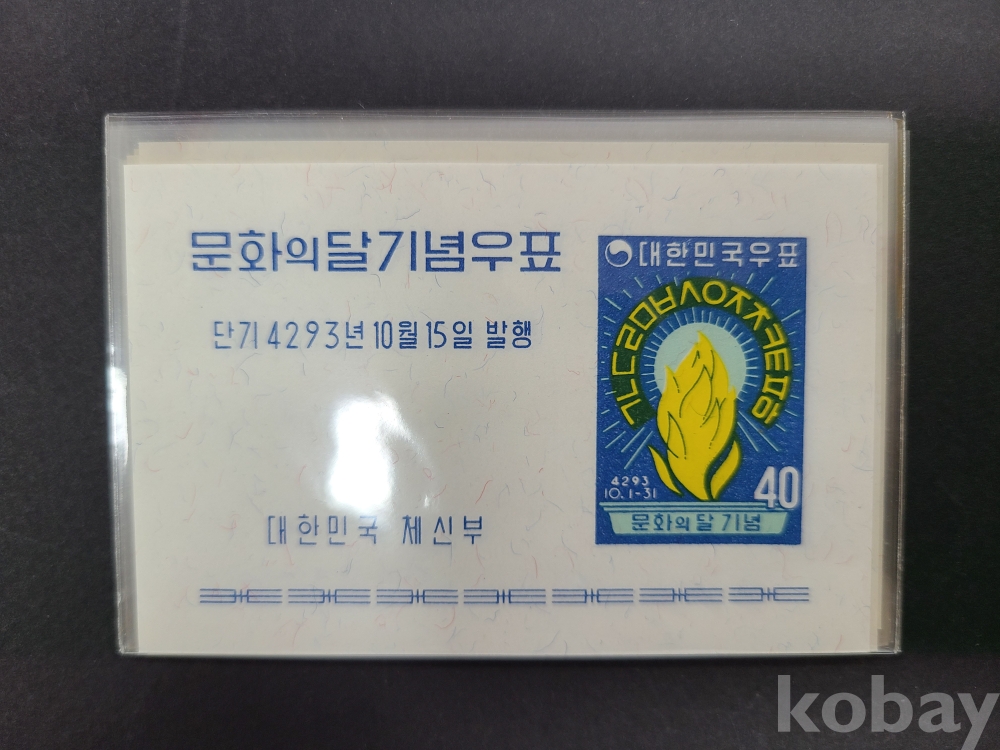 문화의달기념우표
단기4293년10월15일 발행
대한민국 체신부
대한민국우표
ㄱㄴㄷㄹㅁㅂㅅㅇㅈㅊㅋㅌㅍㅎ
4293
10.1-31
40
문화의달기념
kobay